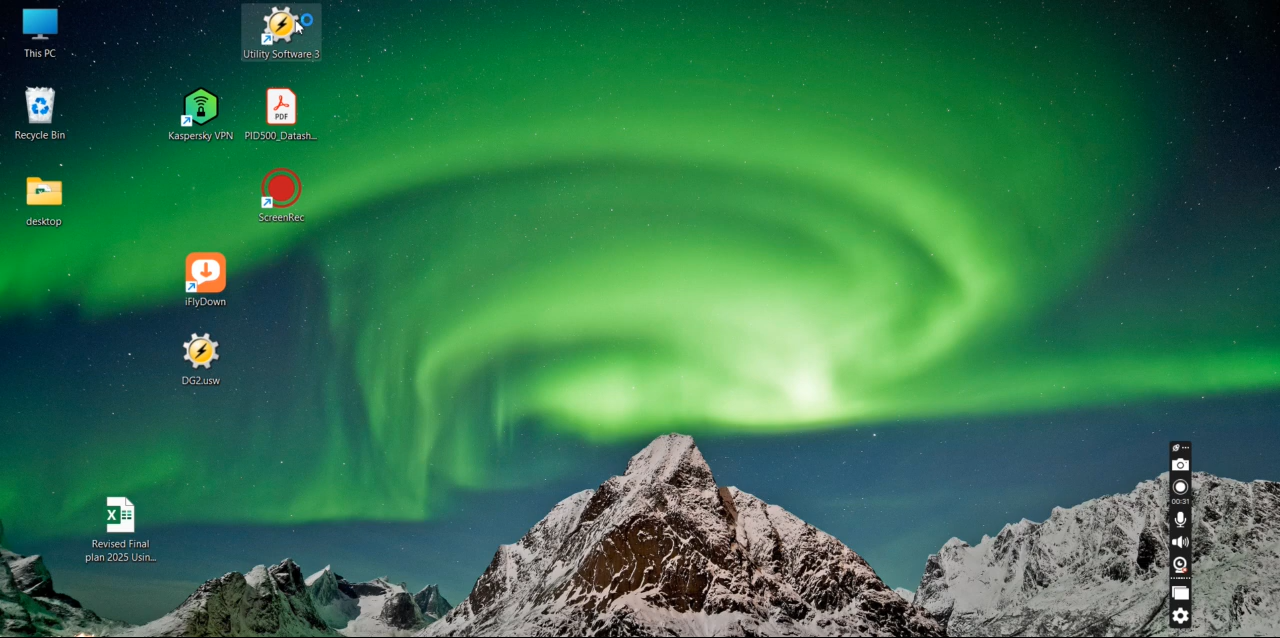 This PC
Utility Software 3
Recycle Bin
Kaspersky VPN
PDF
PID500_Datash...
desktop
ScreenRec
iFlyDown
DG2.usw
X
Revised Final
plan 2025 Usin...
00:31